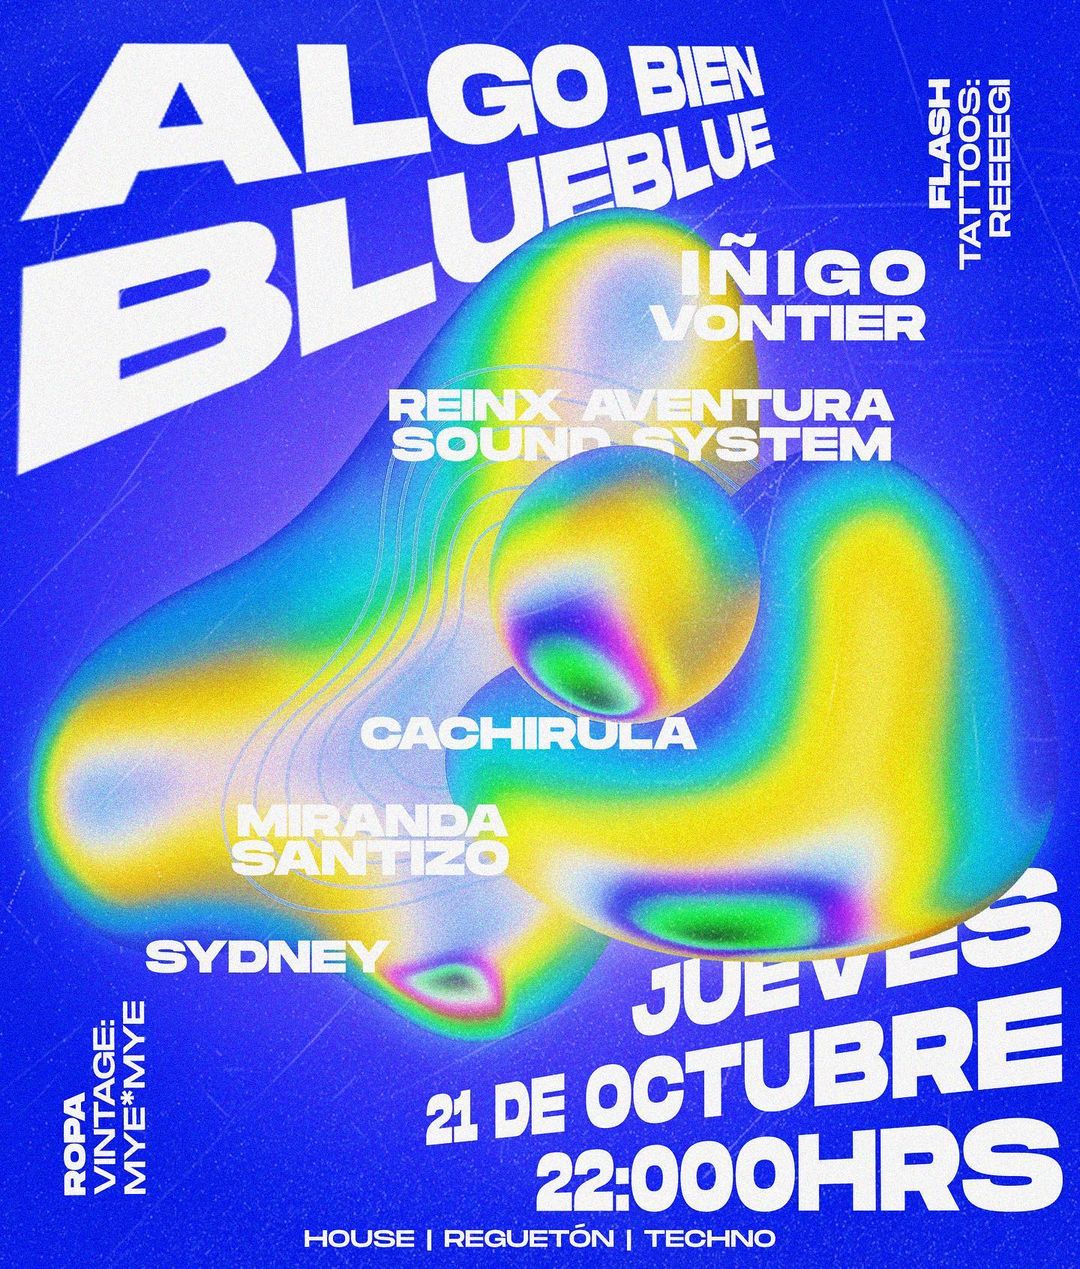 ALGO BIEN
BLUEBLUE
FLASH
TATTOOS:
REEEEGI
IÑIGO
VONTIER
REINX AVENTURA
SOUND SYSTEM
CACHIRULA
MIRANDA
SANTIZO
SYDNEY
ROPA
VINTAGE:
MYE*MYE
JUEVES
21 DE OCTUBRE
22:000HRS
HOUSE | REGUETÓN | TECHNO